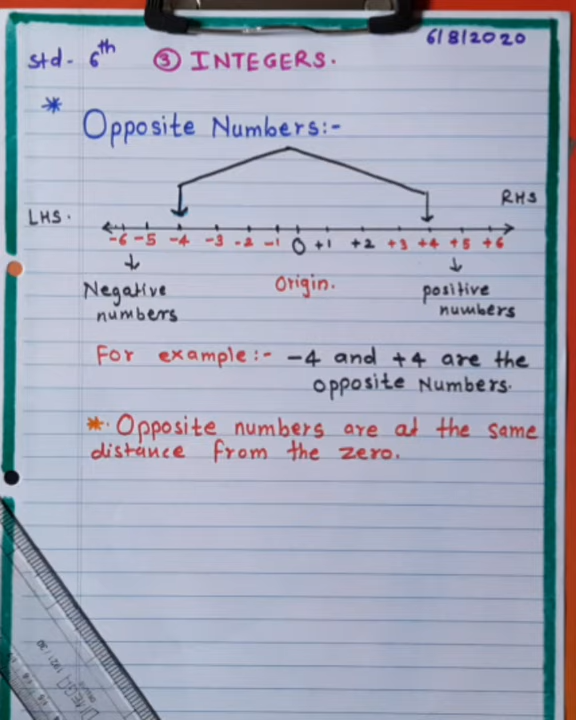 6/8/2020
std- 6th ③ INTEGERS.
* Opposite Numbers:-
RHS
LHS.
-6 -5 -4 -3 -2 -1 0 +1 +2 +3 +4 +5 +6
Negative numbers
Origin.
positive numbers
For example:- -4 and +4 are the
opposite Numbers.
*. Opposite numbers are at the same
distance from the zero.